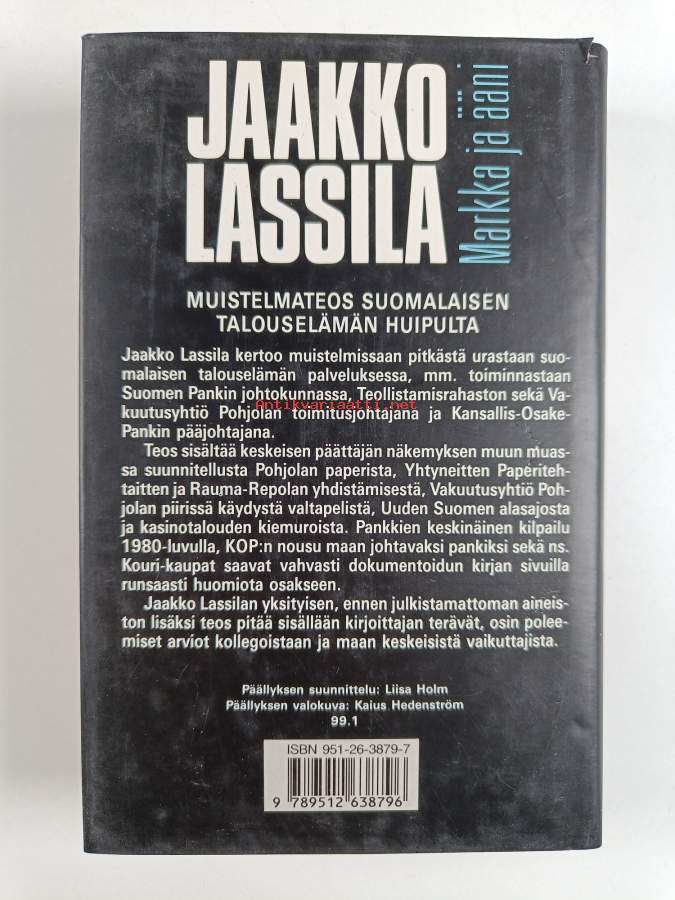 JAAKKO
LASSILA
Markka ja ääni
MUISTELMATEOS SUOMALAISEN
TALOUSELÄMÄN HUIPULTA
Jaakko Lassila kertoo muistelmissaan pitkästä urastaan suo-
malaisen talouselämän palveluksessa, mm. toiminnastaan
Suomen Pankin johtokunnassa, Teollistamisrahaston sekä Va-
kuutusyhtiö Pohjolan toimitusjohtajana ja Kansallis-Osake-
Pankin pääjohtajana.
Antikvariaatti.net
Teos sisältää keskeisen päättäjän näkemyksen muun muas-
sa suunnitellusta Pohjolan paperista, Yhtyneitten Paperiteh-
taitten ja Rauma-Repolan yhdistämisestä, Vakuutusyhtiö Poh-
jolan piirissä käydystä valtapelistä, Uuden Suomen alasajosta
ja kasinotalouden kiemuroista. Pankkien keskinäinen kilpailu
1980-luvulla, KOP:n nousu maan johtavaksi pankiksi sekä ns.
Kouri-kaupat saavat vahvasti dokumentoidun kirjan sivuilla
runsaasti huomiota osakseen.
Jaakko Lassilan yksityisen, ennen julkistamattoman aineis-
ton lisäksi teos pitää sisällään kirjoittajan terävät, osin polee-
miset arviot kollegoistaan ja maan keskeisistä vaikuttajista.
Päällyksen suunnittelu: Liisa Holm
Päällyksen valokuva: Kaius Hedenström
99.1
ISBN 951-26-3879-7
9 789512 638796